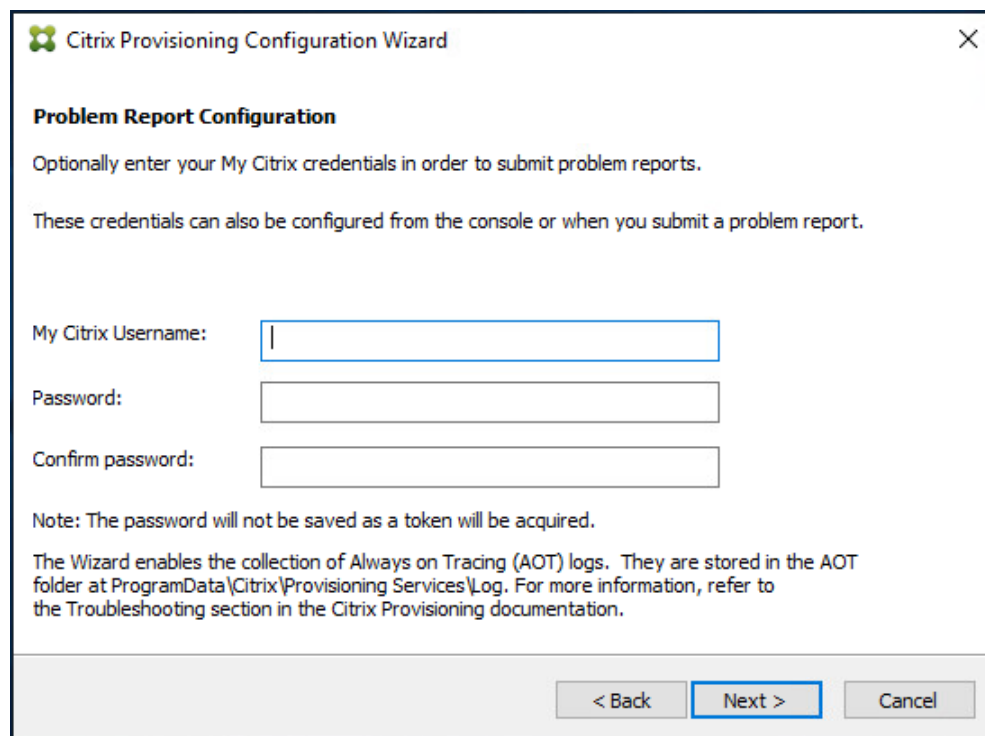 Citrix Provisioning Configuration Wizard
Problem Report Configuration
Optionally enter your My Citrix credentials in order to submit problem reports.
These credentials can also be configured from the console or when you submit a problem report.
My Citrix Username:
Password:
Confirm password:
Note: The password will not be saved as a token will be acquired.
The Wizard enables the collection of Always on Tracing (AOT) logs.  They are stored in the AOT
folder at ProgramData\Citrix\Provisioning Services\Log. For more information, refer to
the Troubleshooting section in the Citrix Provisioning documentation.
< Back
Next >
Cancel